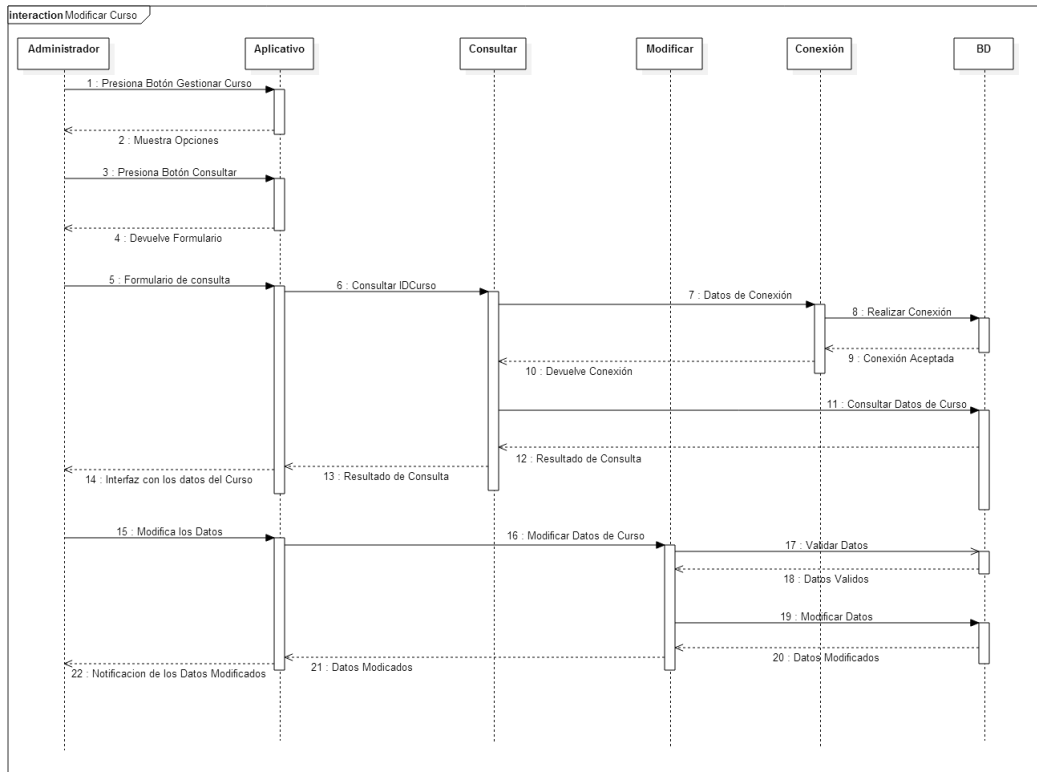 interaction Modificar Curso
Administrador
Aplicativo
Consultar
Modificar
Conexión
BD
1 : Presiona Botón Gestionar Curso
2 : Muestra Opciones
3 : Presiona Botón Consultar
4 : Devuelve Formulario
5 : Formulario de consulta
6 : Consultar IDCurso
7 : Datos de Conexión
8 : Realizar Conexión
9 : Conexión Aceptada
10 : Devuelve Conexión
11 : Consultar Datos de Curso
12 : Resultado de Consulta
13 : Resultado de Consulta
14 : Interfaz con los datos del Curso
15 : Modifica los Datos
16 : Modificar Datos de Curso
17 : Validar Datos
18 : Datos Validos
19 : Modificar Datos
20 : Datos Modificados
21 : Datos Modicados
22 : Notificacion de los Datos Modificados